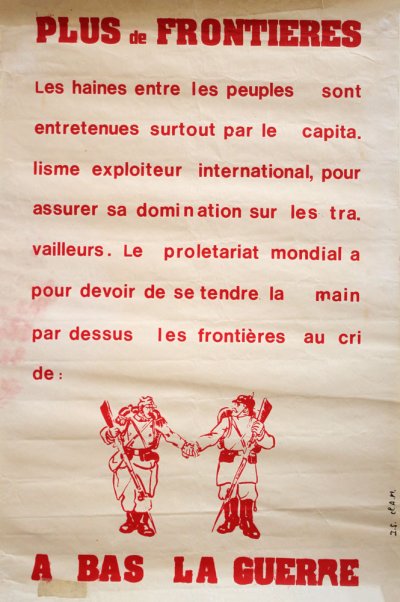 PLUS de FRONTIERES
Les haines entre les peuples sont
entretenues surtout par le capita.
lisme exploiteur international, pour
assurer sa domination sur les tra.
vailleurs. Le proletariat mondial a
pour devoir de se tendre la main
par dessus les frontières au cri
de :
A BAS LA GUERRE